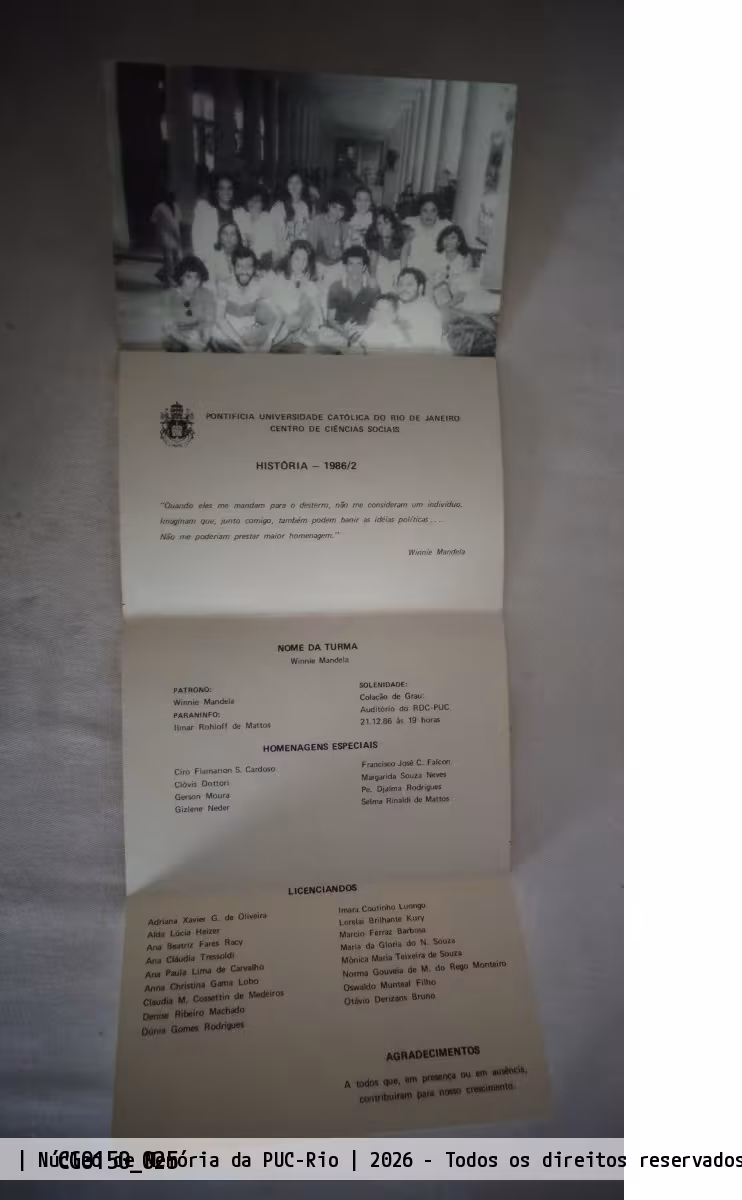 PONTIFÍCIA UNIVERSIDADE CATÓLICA DO RIO DE JANEIRO
CENTRO DE CIÊNCIAS SOCIAIS
HISTÓRIA – 1986/2
"Quando eles me mandam para o desterro, não me consideram um indivíduo.
Imaginam que, junto comigo, também podem banir as idéias políticas....
Não me poderiam prestar maior homenagem."
Winnie Mandela
NOME DA TURMA
Winnie Mandela
PATRONO:
Winnie Mandela
PARANINFO:
Ilmar Rohloff de Mattos
SOLENIDADE:
Colação de Grau:
Auditório do RDC-PUC
21.12.86 às 19 horas
HOMENAGENS ESPECIAIS
Ciro Flamarion S. Cardoso
Clóvis Dottori
Gerson Moura
Gizlene Neder
Francisco José C. Falcon
Margarida Souza Neves
Pe. Djalma Rodrigues
Selma Rinaldi de Mattos
LICENCIANDOS
Adriana Xavier G. de Oliveira
Alda Lúcia Heizer
Ana Beatriz Fares Racy
Ana Cláudia Tressoldi
Ana Paula Lima de Carvalho
Anna Christina Gama Lobo
Claudia M. Cossettin de Medeiros
Denise Ribeiro Machado
Dúnia Gomes Rodrigues
Imara Coutinho Luongo
Lorelai Brilhante Kury
Marcio Ferraz Barbosa
Maria da Gloria do N. Souza
Mônica Maria Teixeira de Souza
Norma Gouveia de M. do Rego Monteiro
Oswaldo Munteal Filho
Otávio Derizans Bruno
AGRADECIMENTOS
A todos que, em presença ou em ausência,
contribuíram para nosso crescimento.
| Núcleo de Memória da PUC-Rio | 2026 - Todos os direitos reservados